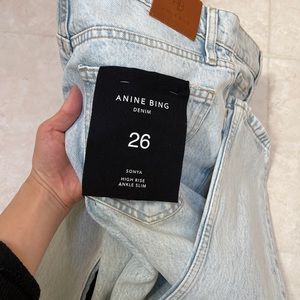 ANINE BING
DENIM
26
SONYA
HIGH RISE
ANKLE SLIM